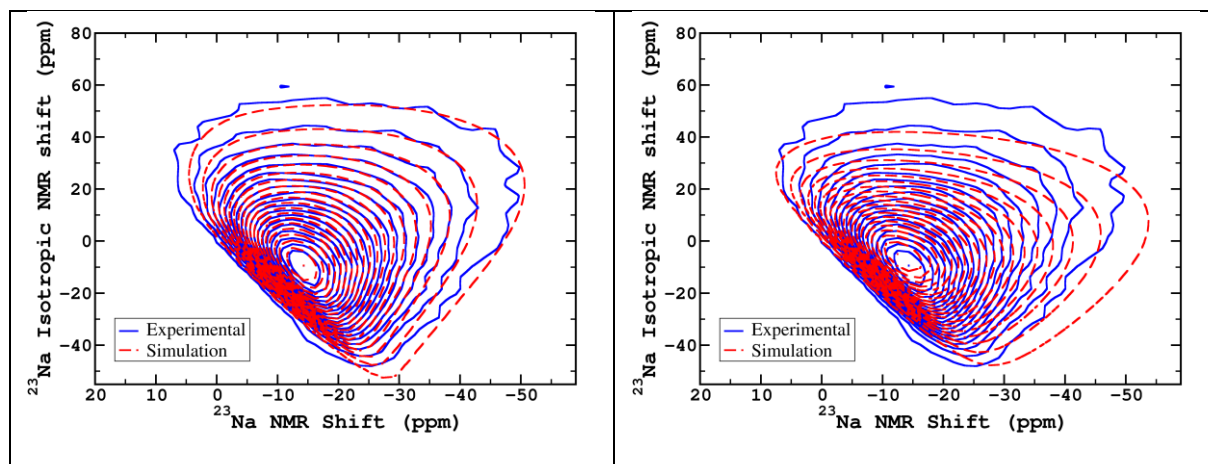 80
60
40
20
0
-20
-40
20 10 0 -10 -20 -30 -40 -50
²³Na Isotropic NMR shift (ppm)
²³Na NMR Shift (ppm)
Experimental
Simulation
80
60
40
20
0
-20
-40
20 10 0 -10 -20 -30 -40 -50
²³Na Isotropic NMR shift (ppm)
²³Na NMR Shift (ppm)
Experimental
Simulation